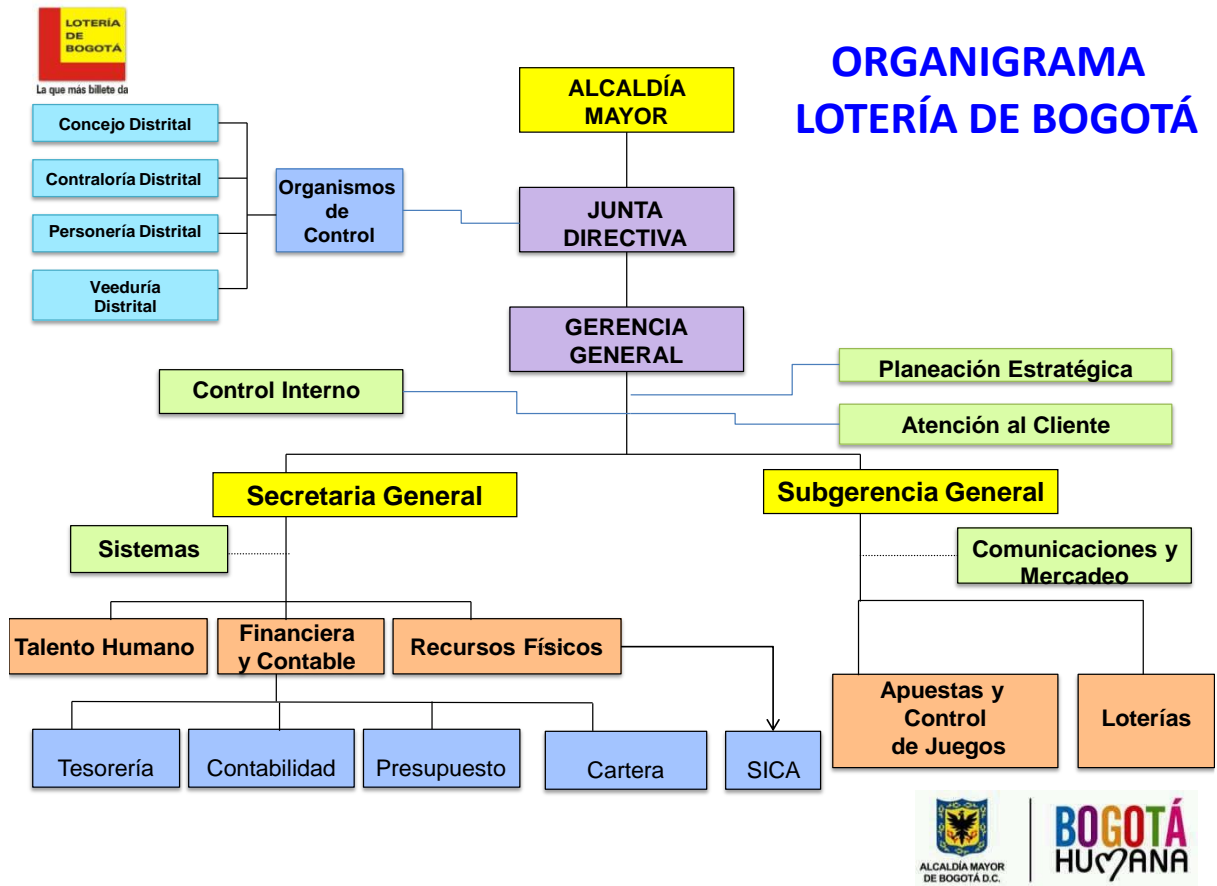 LOTERÍA
DE
BOGOTÁ
La que más billete da
ORGANIGRAMA
LOTERÍA DE BOGOTÁ
ALCALDÍA
MAYOR
Concejo Distrital
Contraloría Distrital
Personería Distrital
Veeduría
Distrital
Organismos
de
Control
JUNTA
DIRECTIVA
GERENCIA
GENERAL
Control Interno
Planeación Estratégica
Atención al Cliente
Secretaria General
Subgerencia General
Sistemas
Comunicaciones y
Mercadeo
Talento Humano
Financiera
y Contable
Recursos Físicos
Apuestas y
Control
de Juegos
Loterías
Tesorería
Contabilidad
Presupuesto
Cartera
SICA
ALCALDÍA MAYOR
DE BOGOTÁ D.C.
BOGOTÁ
HUMANA